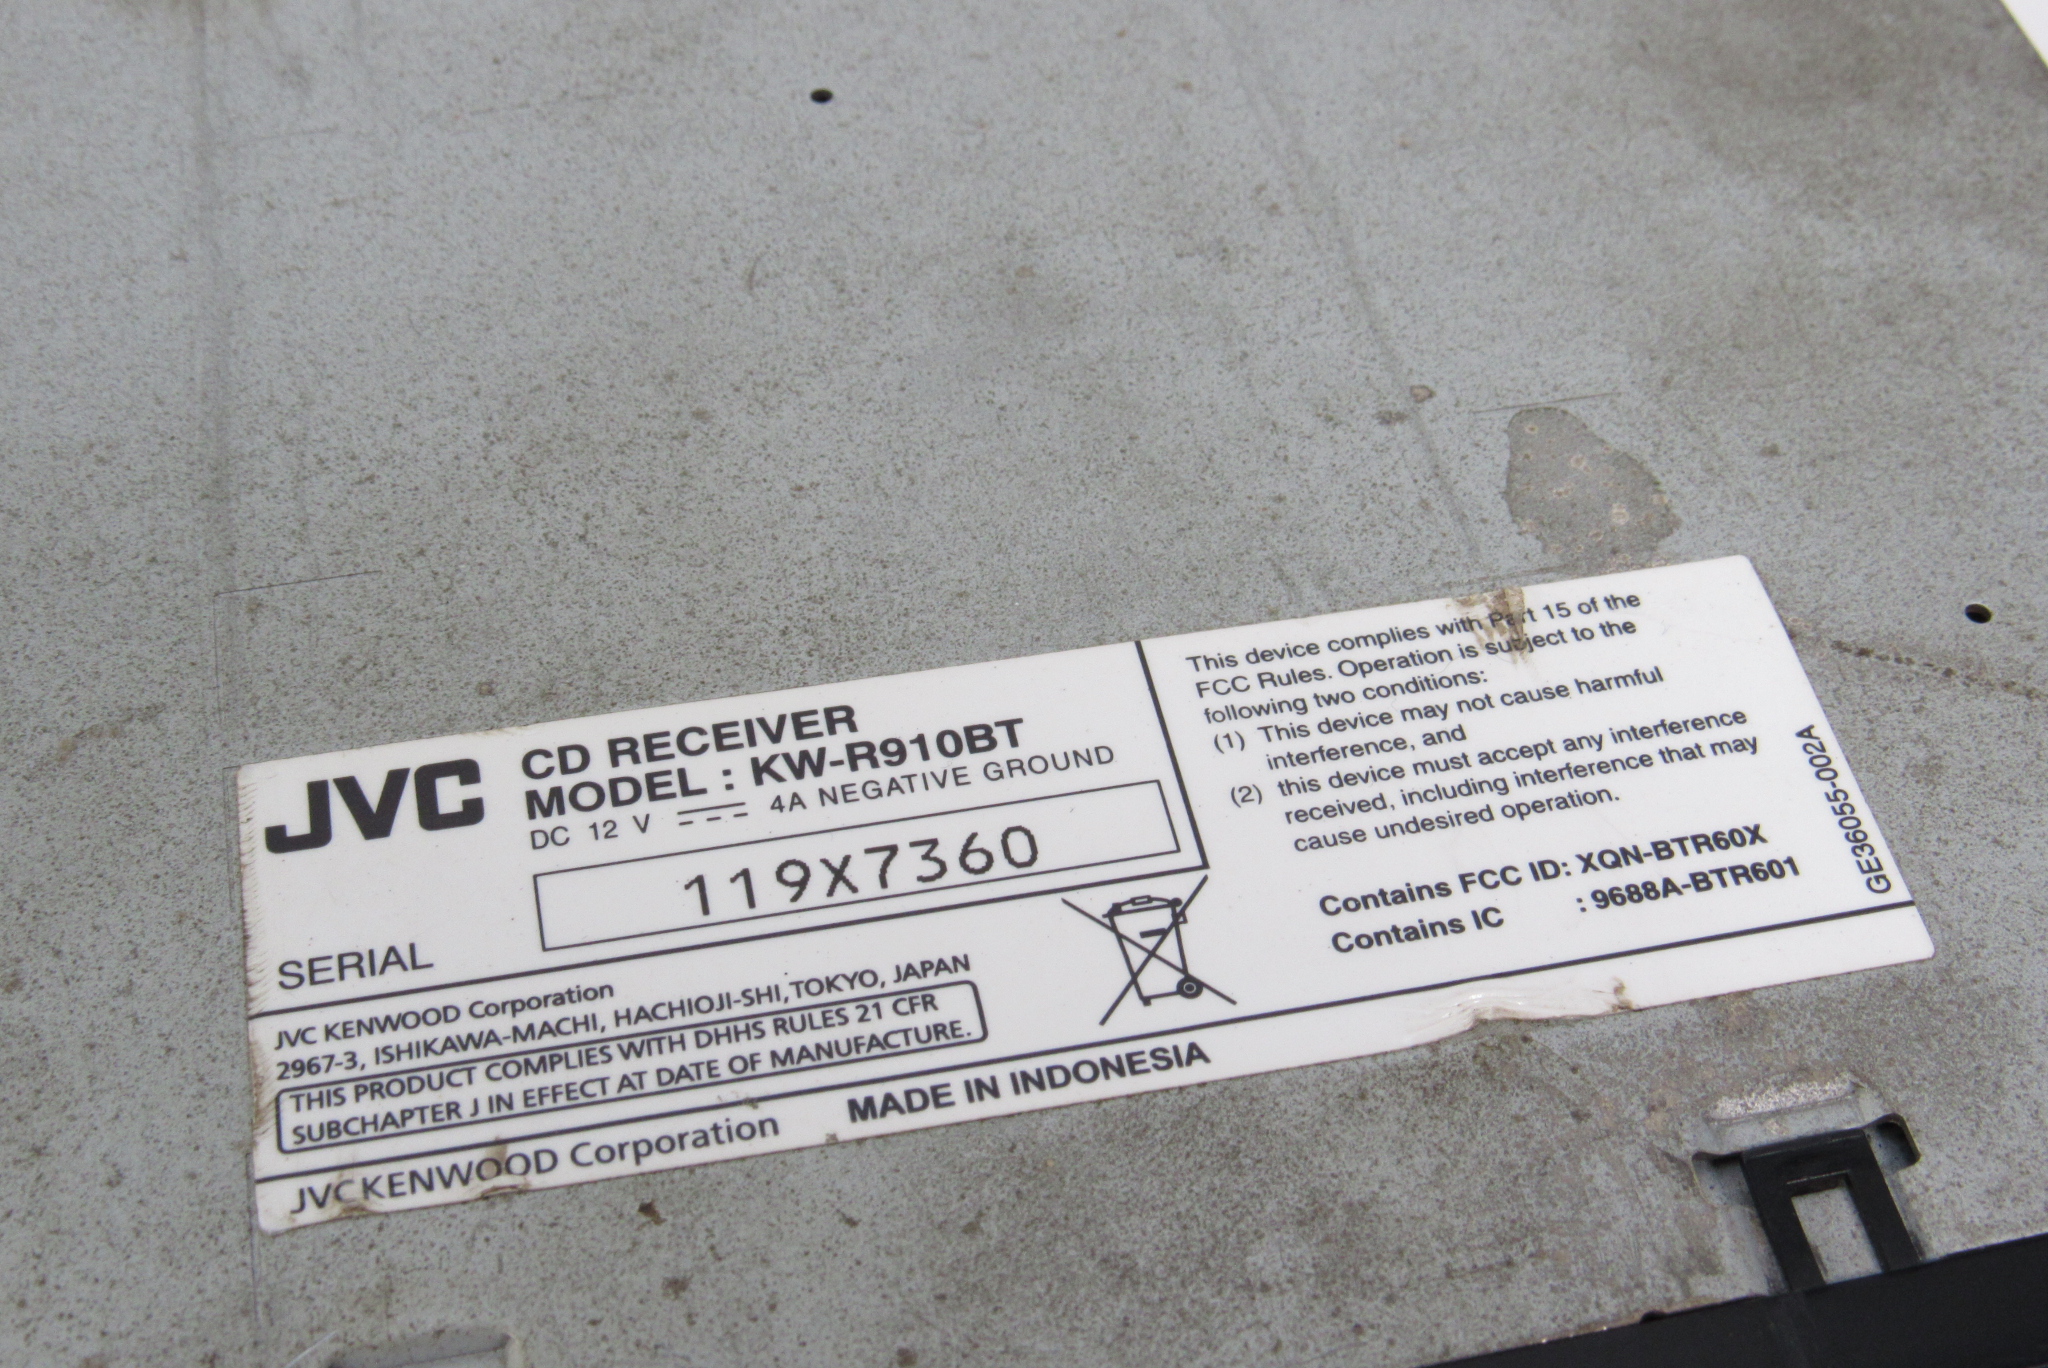 JVC
CD RECEIVER
MODEL : KW-R910BT
DC 12 V 4A NEGATIVE GROUND
SERIAL 119X7360
This device complies with Part 15 of the
FCC Rules. Operation is subject to the
following two conditions:
(1) This device may not cause harmful
interference, and
(2) this device must accept any interference
received, including interference that may
cause undesired operation.
Contains FCC ID: XQN-BTR60X
Contains IC : 9688A-BTR601
GE36055-002A
JVC KENWOOD Corporation
2967-3, ISHIKAWA-MACHI, HACHIOJI-SHI, TOKYO, JAPAN
THIS PRODUCT COMPLIES WITH DHHS RULES 21 CFR
SUBCHAPTER J IN EFFECT AT DATE OF MANUFACTURE.
JVC KENWOOD Corporation MADE IN INDONESIA